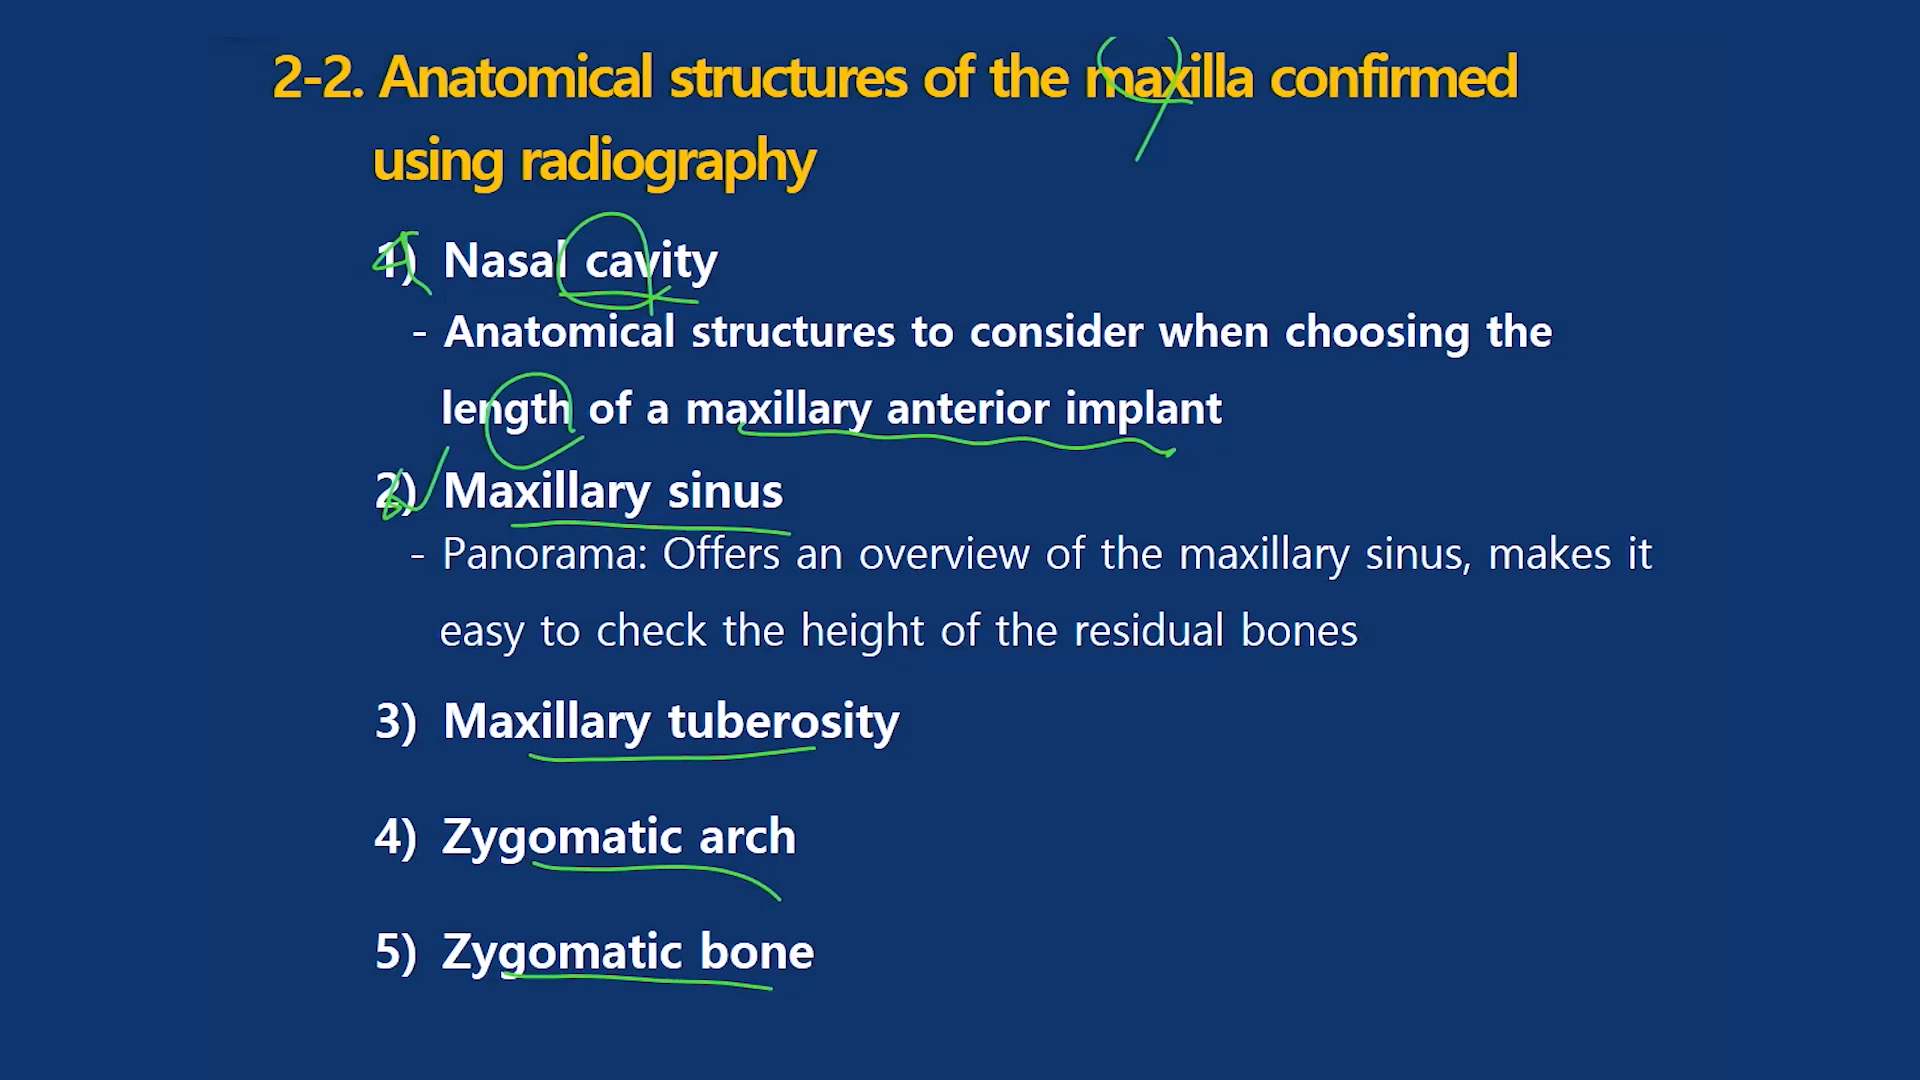 2-2. Anatomical structures of the maxilla confirmed
using radiography
1) Nasal cavity
- Anatomical structures to consider when choosing the
length of a maxillary anterior implant
2) Maxillary sinus
- Panorama: Offers an overview of the maxillary sinus, makes it
easy to check the height of the residual bones
3) Maxillary tuberosity
4) Zygomatic arch
5) Zygomatic bone